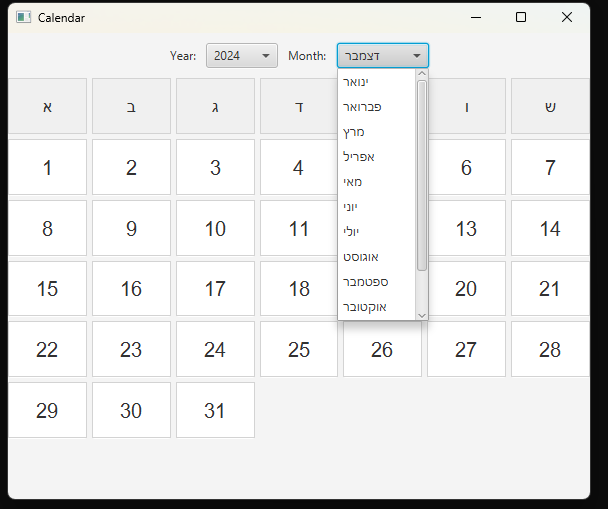 Calendar
Year: 2024 Month: דצמבר
ינואר
פברואר
מרץ
אפריל
מאי
יוני
יולי
אוגוסט
ספטמבר
אוקטובר
א ב ג ד ו ש
1 2 3 4 6 7
8 9 10 11 13 14
15 16 17 18 20 21
22 23 24 25 26 27 28
29 30 31